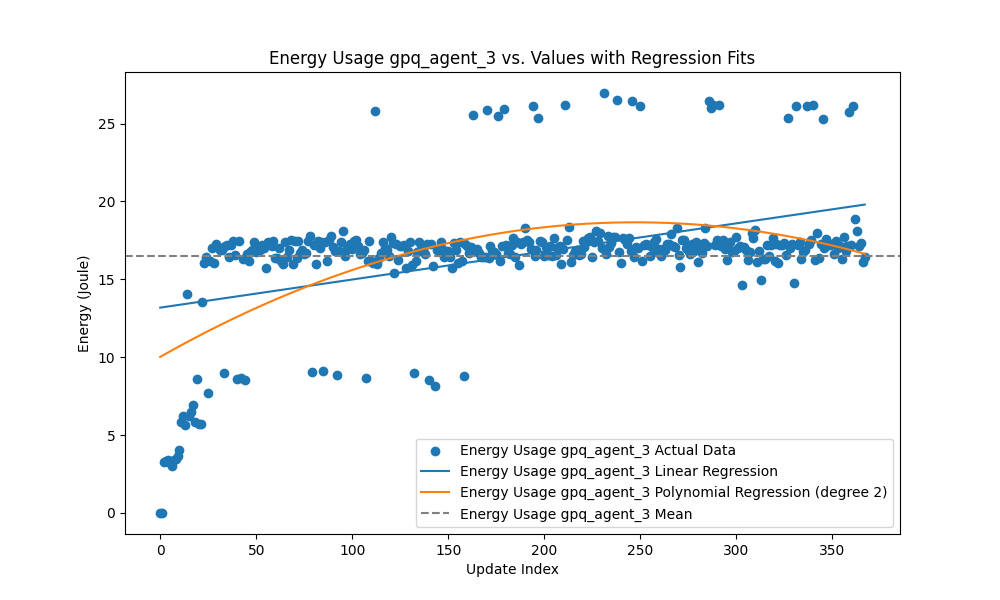 Energy Usage gpq_agent_3 vs. Values with Regression Fits
Energy (Joule)
25
20
15
10
5
0
Energy Usage gpq_agent_3 Actual Data
Energy Usage gpq_agent_3 Linear Regression
Energy Usage gpq_agent_3 Polynomial Regression (degree 2)
Energy Usage gpq_agent_3 Mean
0 50 100 150 200 250 300 350
Update Index